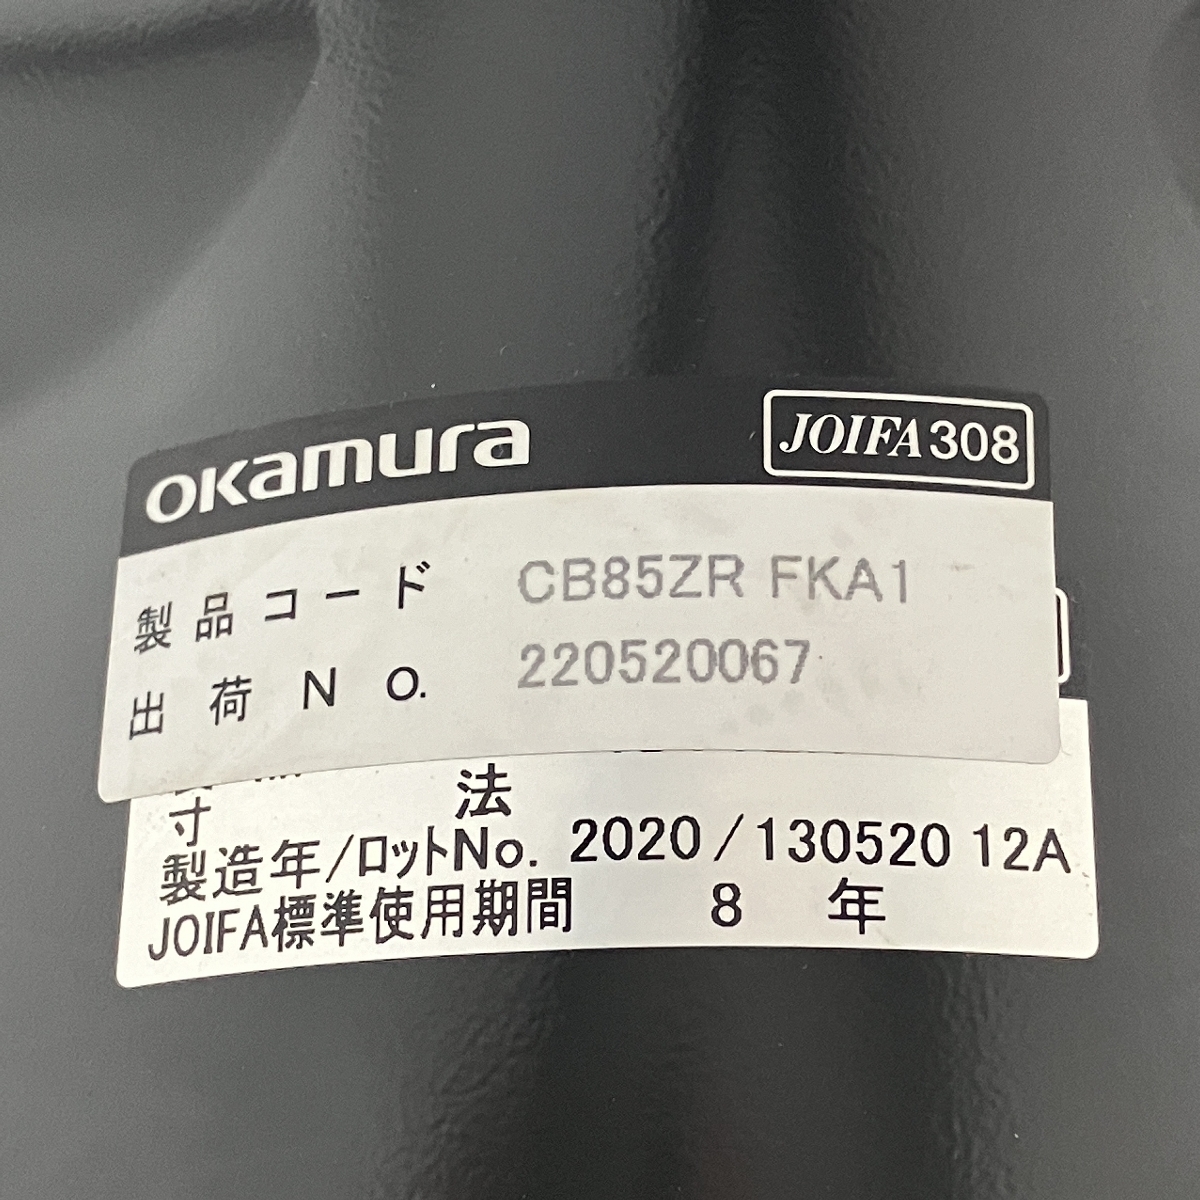 okamura JOIFA308
製品コード CB85ZR FKA1
出荷No. 220520067
寸法
製造年/ロットNo. 2020/130520 12A
JOIFA標準使用期間 8年